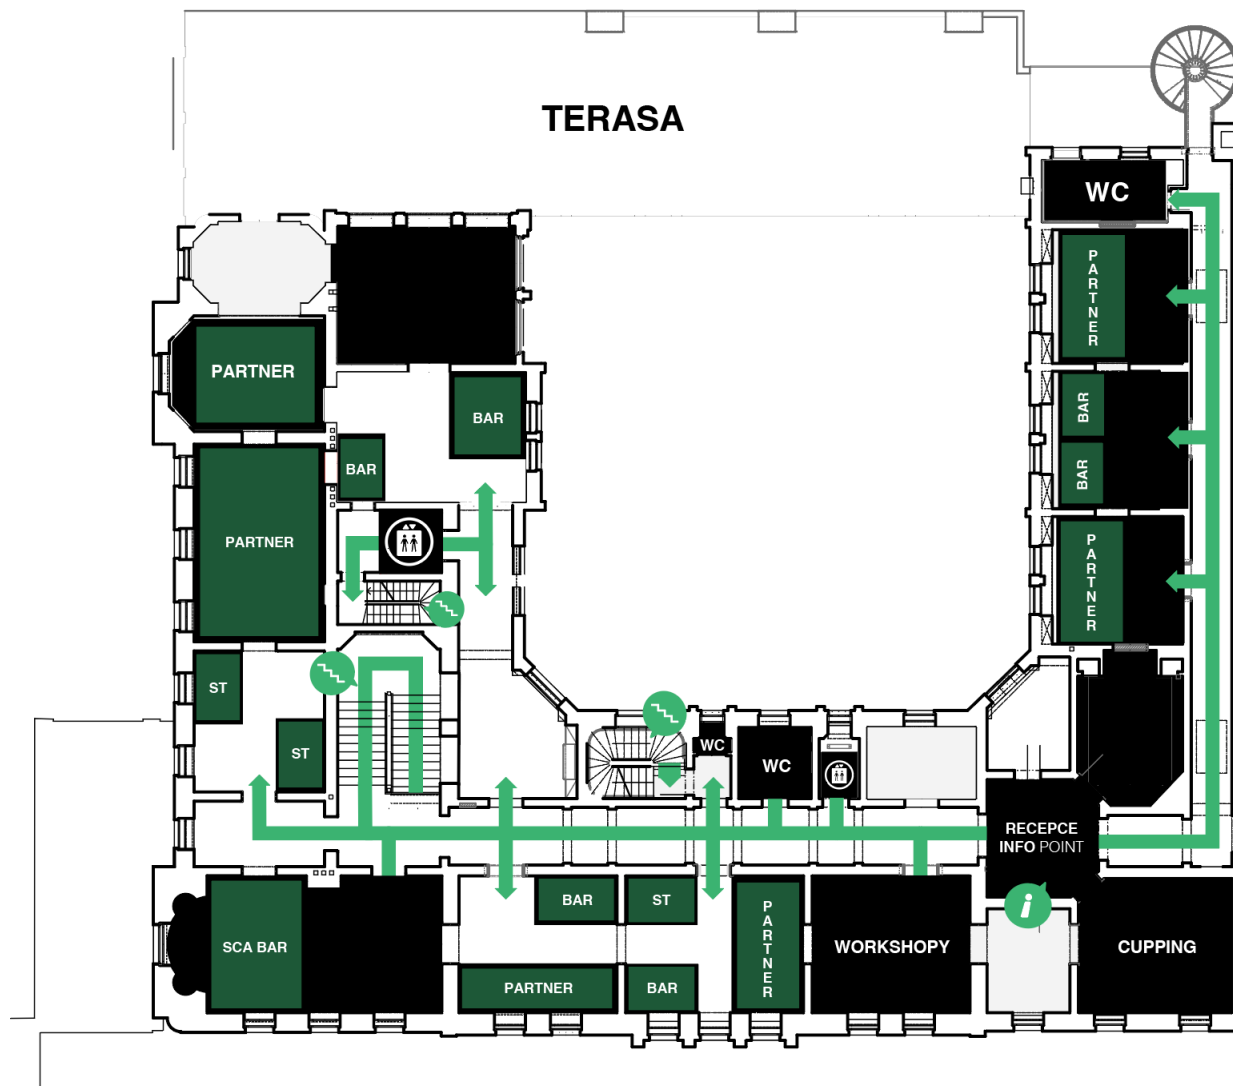 TERASA
WC
PARTNER
PARTNER
BAR
BAR
BAR
BAR
PARTNER
PARTNER
ST
ST
WC
WC
RECEPCE
INFO POINT
i
SCA BAR
BAR
ST
PARTNER
PARTNER
BAR
WORKSHOPY
CUPPING